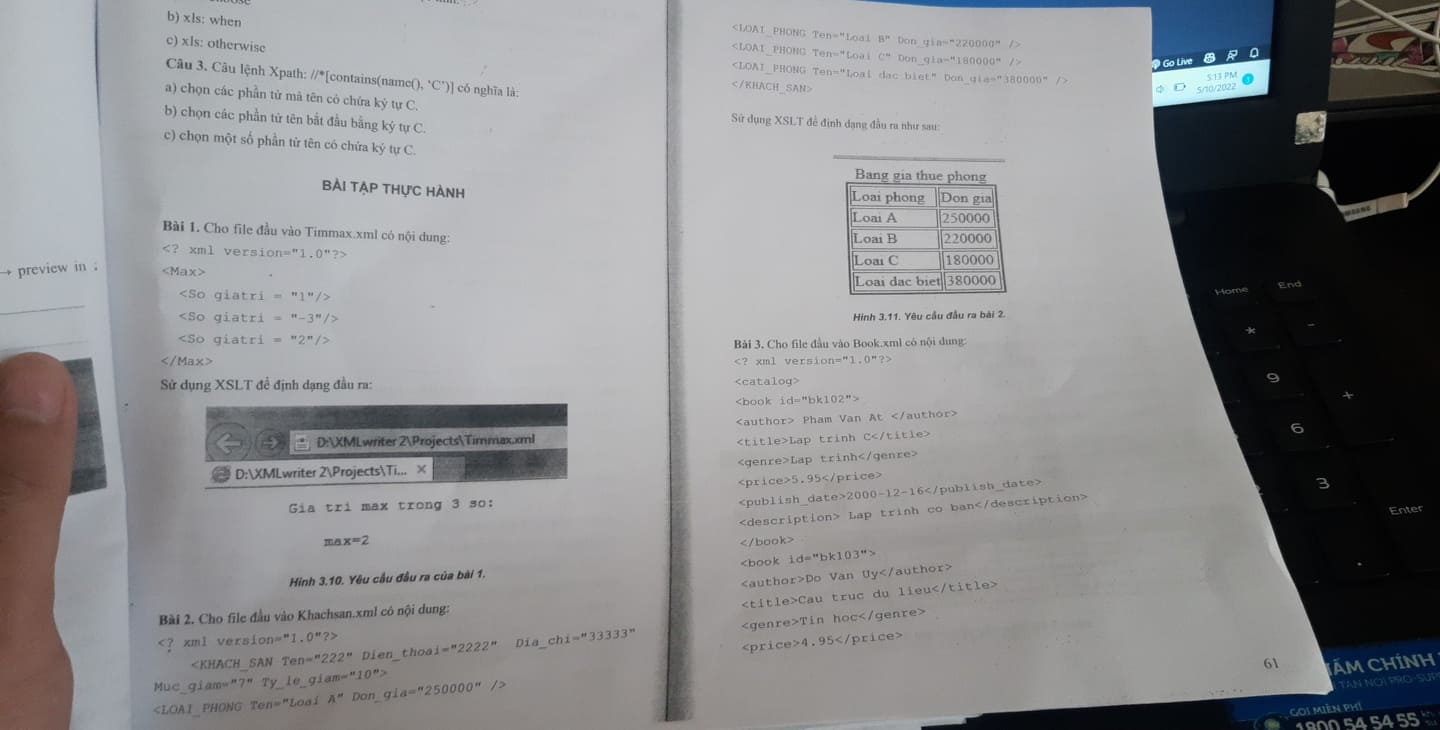 b) xls: when
c) xls: otherwise
Câu 3. Câu lệnh Xpath: //*[contains(name(), ‘C’)] có nghĩa là:
a) chọn các phần tử mà tên có chứa ký tự C.
b) chọn các phần tử tên bắt đầu bằng ký tự C.
c) chọn một số phần tử tên có chứa ký tự C.
BÀI TẬP THỰC HÀNH
Bài 1. Cho file đầu vào Timmax.xml có nội dung:
<? xml version="1.0"?>
<Max>
<So giatri = "1"/>
<So giatri = "-3"/>
<So giatri = "2"/>
</Max>
Sử dụng XSLT để định dạng đầu ra:
D:\XMLwriter 2\Projects\Timmax.xml
D:\XMLwriter 2\Projects\Ti... ×
Gia tri max trong 3 so:
max=2
Hình 3.10. Yêu cầu đầu ra của bài 1.
Bài 2. Cho file đầu vào Khachsan.xml có nội dung:
<? xml version="1.0"?>
<KHACH_SAN Ten="222" Dien_thoai="2222" Dia_chi="33333"
Muc_giam="7" Ty_le_giam="10">
<LOAI_PHONG Ten="Loai A" Don_gia="250000" />
preview in
<LOAI_PHONG Ten="Loai B" Don_gia="220000" />
<LOAI_PHONG Ten="Loai C" Don_gia="180000" />
<LOAI_PHONG Ten="Loai dac biet" Don_gia="380000" />
</KHACH_SAN>
Sử dụng XSLT để định dạng đầu ra như sau:
Bang gia thue phong
Loai phong Don gia
Loai A 250000
Loai B 220000
Loai C 180000
Loai dac biet 380000
Hình 3.11. Yêu cầu đầu ra bài 2.
Bài 3. Cho file đầu vào Book.xml có nội dung:
<? xml version="1.0"?>
<catalog>
<book id="bk102">
<author> Pham Van At </author>
<title>Lap trinh C</title>
<genre>Lap trinh</genre>
<price>5.95</price>
<publish_date>2000-12-16</publish_date>
<description> Lap trinh co ban</description>
</book>
<book id="bk103">
<author>Do Van Uy</author>
<title>Cau truc du lieu</title>
<genre>Tin hoc</genre>
<price>4.95</price>
61
Go Live
5:13 PM
5/10/2022
SAMSUNG
Home End
* -
9
+
6
3
Enter
.
TẬN NƠI PRO-SUP
GỌI MIỄN PHÍ
1800 54 54 55